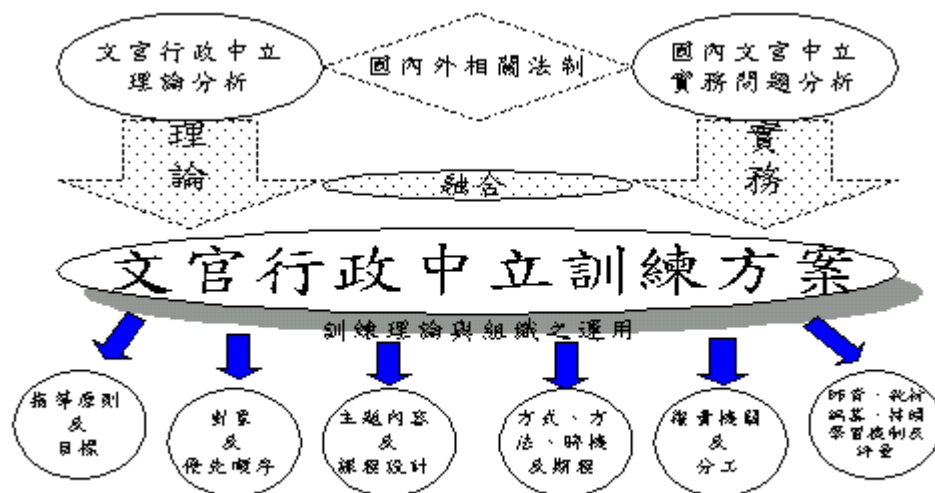 文官行政中立
理論分析
國內外相關法制
國內文官中立
實務問題分析
理
論
融合
實
務
文官行政中立訓練方案
訓練理論與組織之運用
指導原則
及
目標
對象
及
優先順序
主題內容
及
課程設計
方式、方
法、時機
及期程
權責機關
及
分工
師資、教材
學習機制及
評量